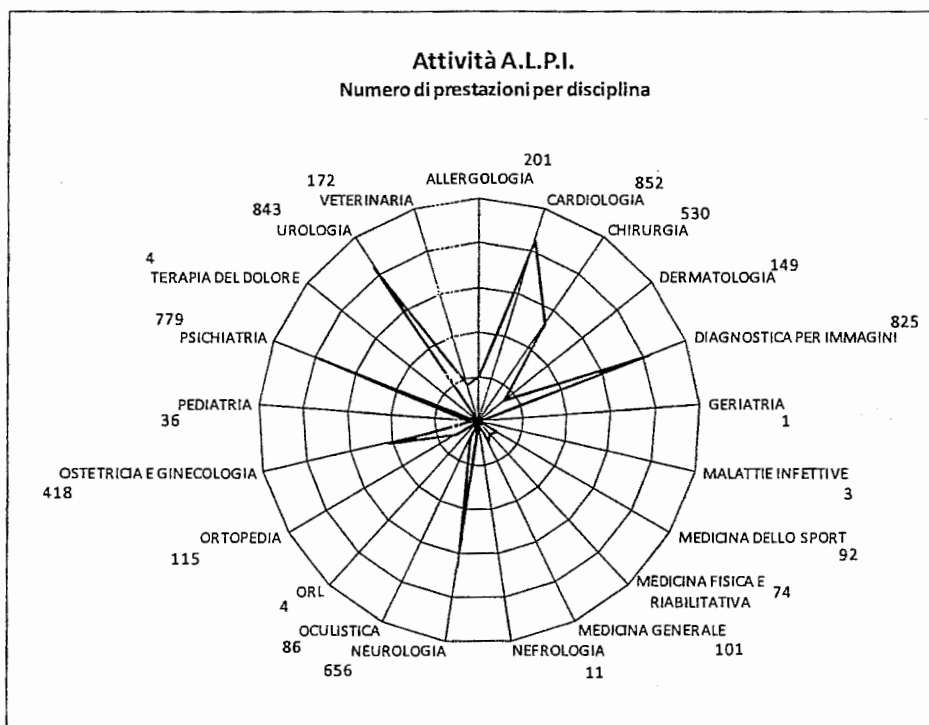 Attività A.L.P.I.
Numero di prestazioni per disciplina
ALLERGOLOGIA
201
CARDIOLOGIA
852
CHIRURGIA
530
DERMATOLOGIA
149
DIAGNOSTICA PER IMMAGINI
825
GERIATRIA
1
MALATTIE INFETTIVE
3
MEDICINA DELLO SPORT
92
MEDICINA FISICA E
RIABILITATIVA
74
MEDICINA GENERALE
101
NEFROLOGIA
11
NEUROLOGIA
656
OCULISTICA
86
ORL
4
ORTOPEDIA
115
OSTETRICIA E GINECOLOGIA
418
PEDIATRIA
36
PSICHIATRIA
779
TERAPIA DEL DOLORE
4
UROLOGIA
843
VETERINARIA
172